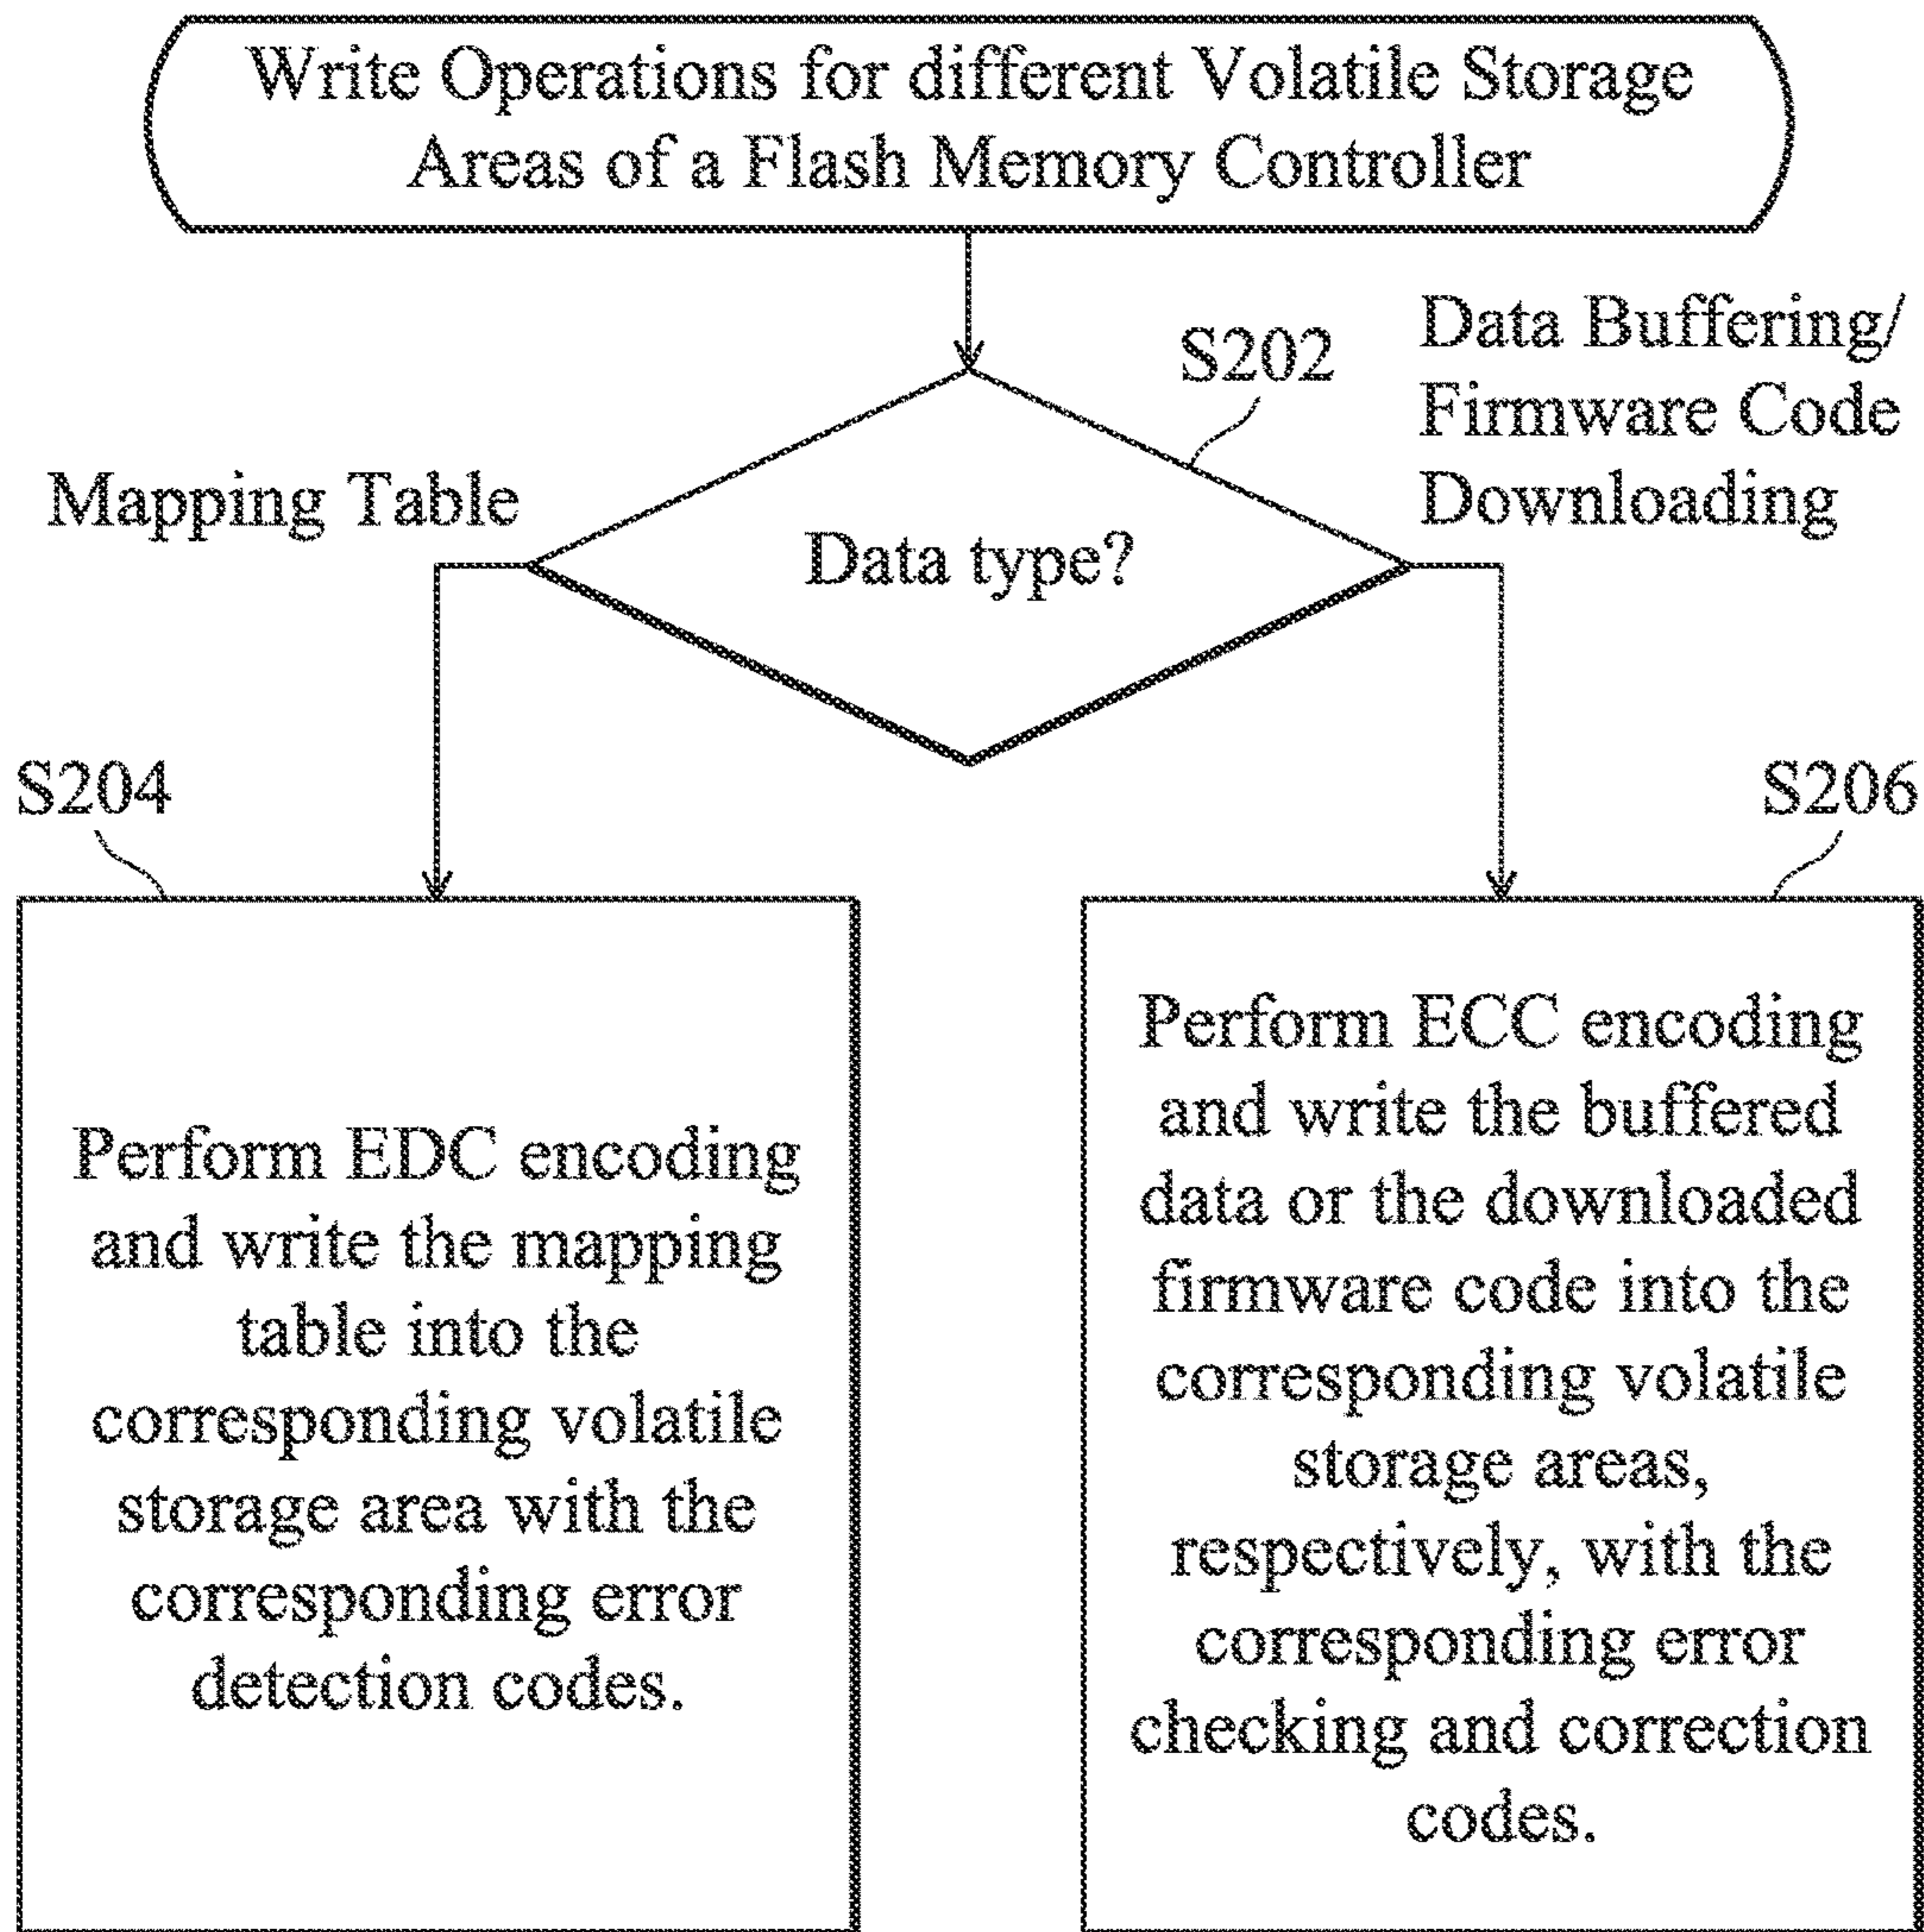 Write Operations for different Volatile Storage
Areas of a Flash Memory Controller
S202
Data Buffering/
Firmware Code
Downloading
Mapping Table
Data type?
S204
S206
Perform EDC encoding
and write the mapping
table into the
corresponding volatile
storage area with the
corresponding error
detection codes.
Perform ECC encoding
and write the buffered
data or the downloaded
firmware code into the
corresponding volatile
storage areas,
respectively, with the
corresponding error
checking and correction
codes.